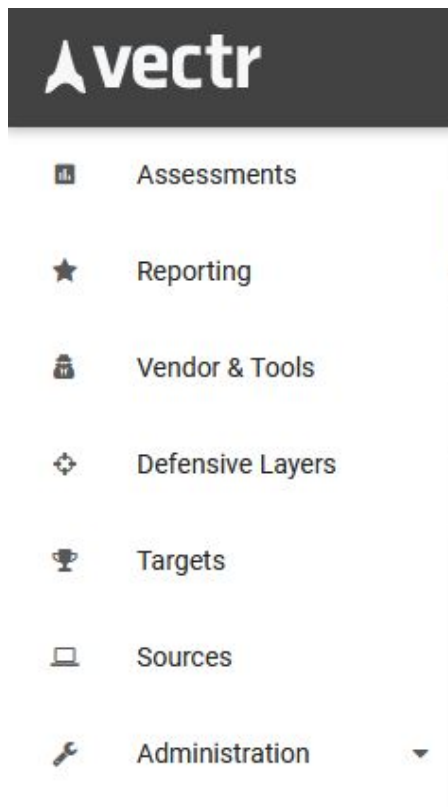 vectr
Assessments
Reporting
Vendor & Tools
Defensive Layers
Targets
Sources
Administration